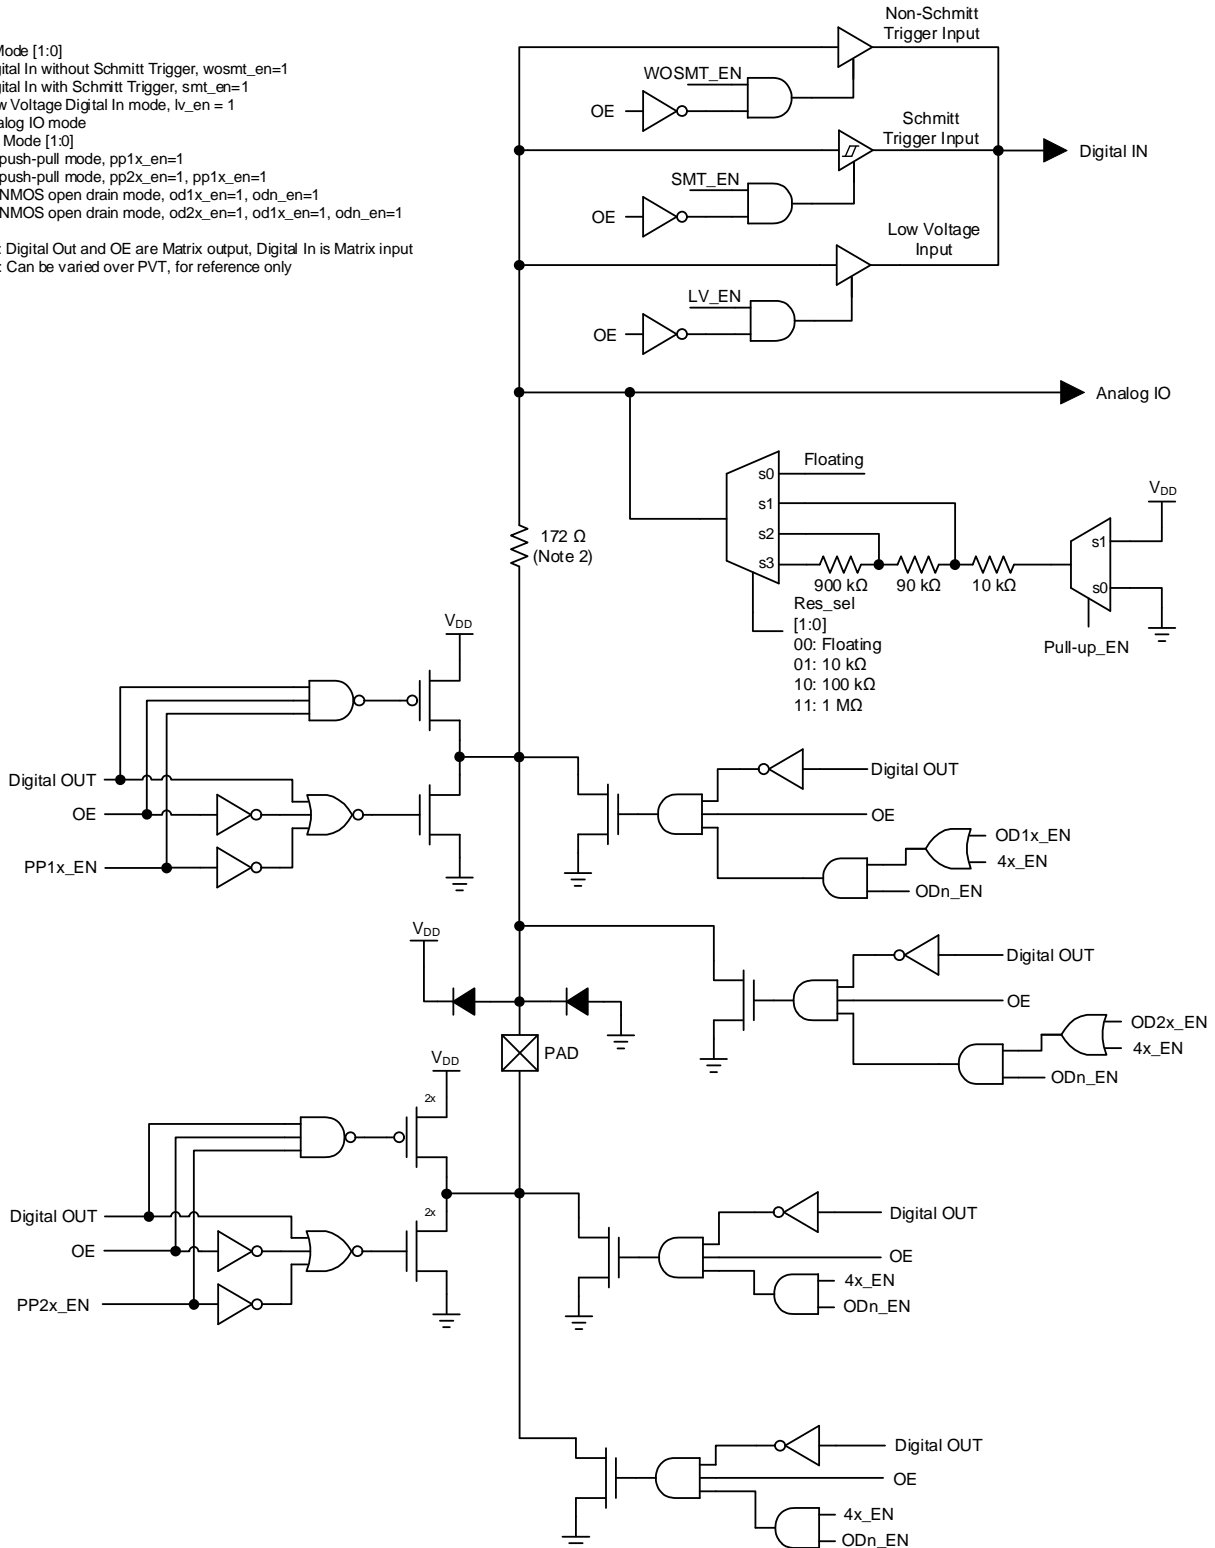 Non-Schmitt
Trigger Input
Mode [1:0]
ital In without Schmitt Trigger, wosmt_en=1
ital In with Schmitt Trigger, smt_en=1
w Voltage Digital In mode, lv_en = 1
alog IO mode
Mode [1:0]
push-pull mode, pp1x_en=1
push-pull mode, pp2x_en=1, pp1x_en=1
NMOS open drain mode, od1x_en=1, odn_en=1
NMOS open drain mode, od2x_en=1, od1x_en=1, odn_en=1
: Digital Out and OE are Matrix output, Digital In is Matrix input
: Can be varied over PVT, for reference only
WOSMT_EN
OE
Schmitt
Trigger Input
Digital IN
SMT_EN
OE
Low Voltage
Input
LV_EN
OE
Analog IO
Floating
s0
s1
s2
s3
VDD
s1
s0
172 Ω
(Note 2)
900 kΩ
90 kΩ
10 kΩ
Res_sel
[1:0]
00: Floating
01: 10 kΩ
10: 100 kΩ
11: 1 MΩ
Pull-up_EN
VDD
Digital OUT
OE
PP1x_EN
Digital OUT
OE
OD1x_EN
4x_EN
ODn_EN
VDD
Digital OUT
OE
OD2x_EN
4x_EN
ODn_EN
PAD
VDD
2x
2x
Digital OUT
OE
PP2x_EN
Digital OUT
OE
4x_EN
ODn_EN
Digital OUT
OE
4x_EN
ODn_EN